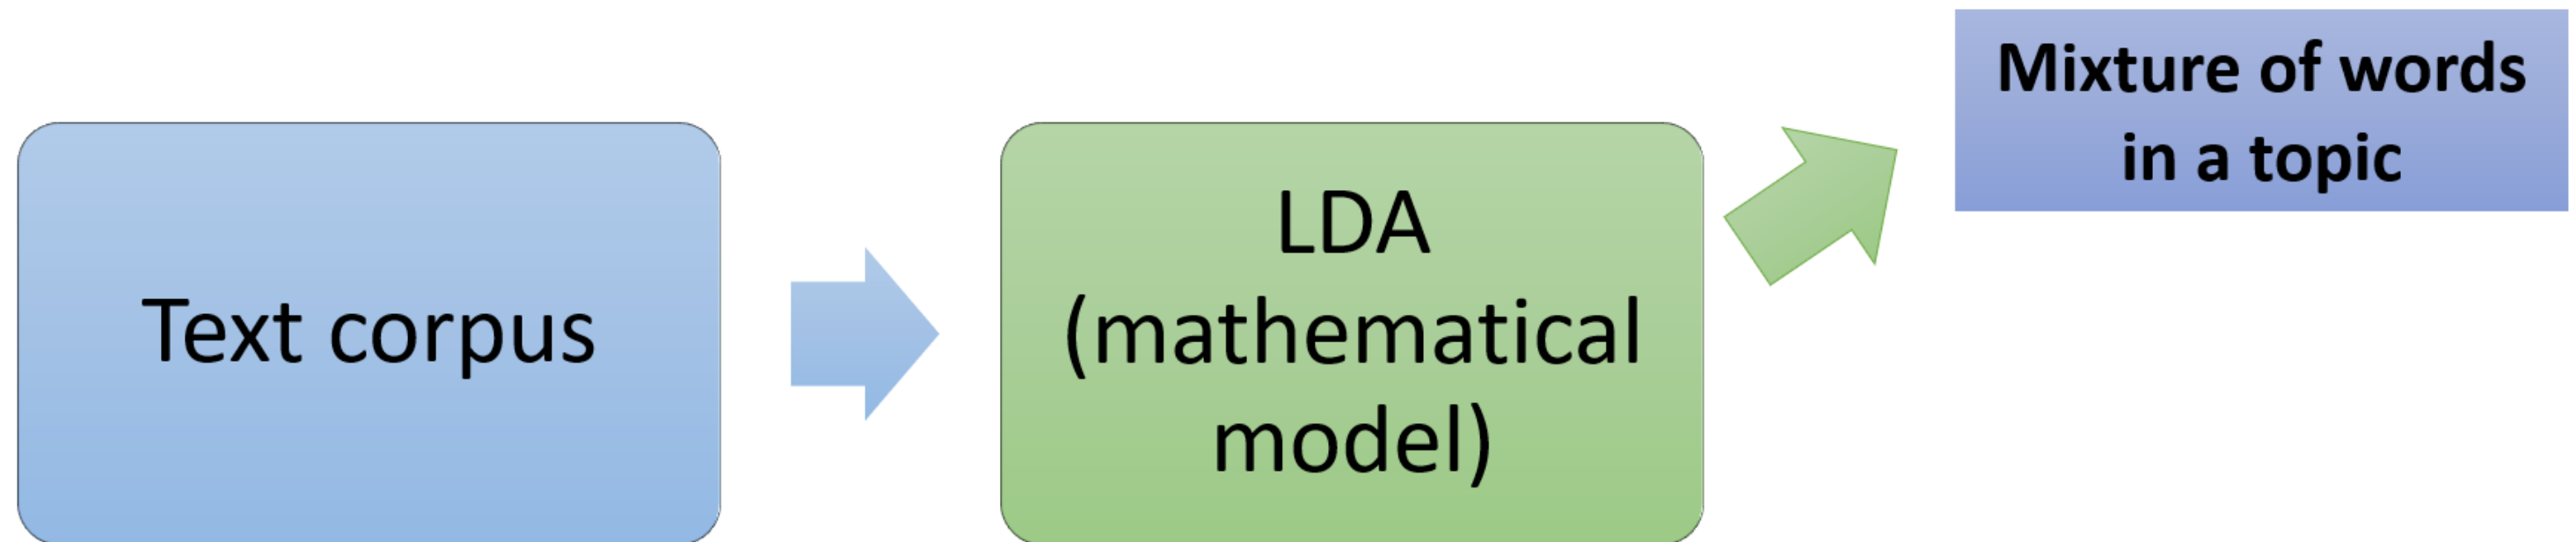 Text corpus
LDA
(mathematical
model)
Mixture of words
in a topic